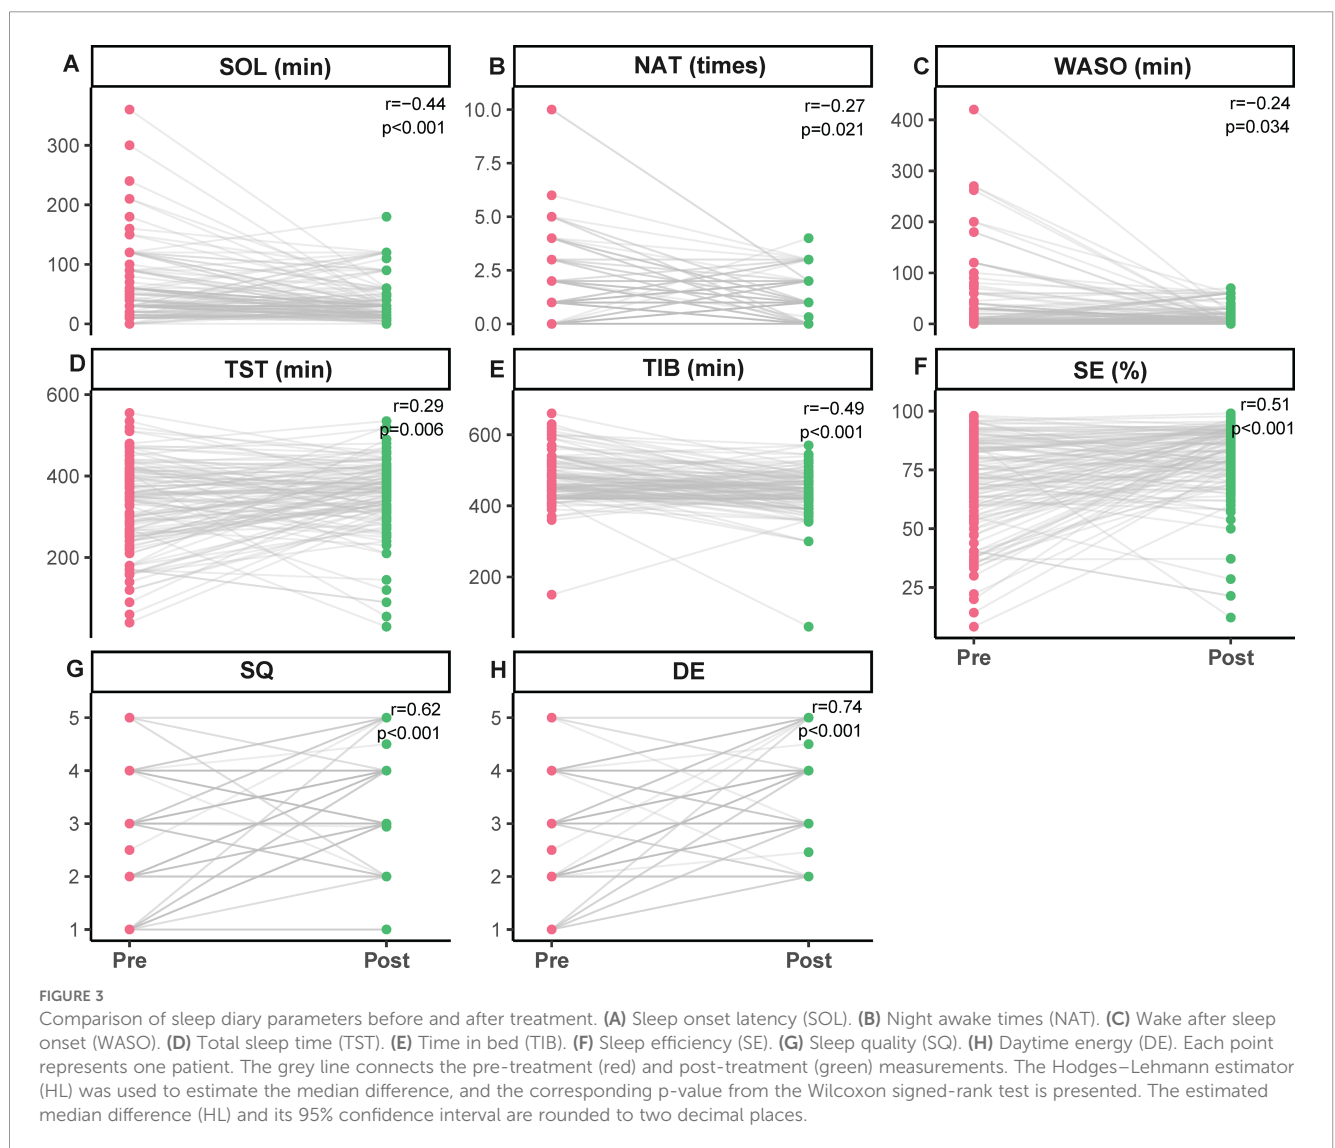 A
SOL (min)
r=−0.44
p<0.001
300
200
100
0
B
NAT (times)
r=−0.27
p=0.021
10.0
7.5
5.0
2.5
0.0
C
WASO (min)
r=−0.24
p=0.034
400
300
200
100
0
D
TST (min)
r=0.29
p=0.006
600
400
200
E
TIB (min)
r=−0.49
p<0.001
600
400
200
F
SE (%)
r=0.51
p<0.001
100
75
50
25
Pre
Post
G
SQ
r=0.62
p<0.001
5
4
3
2
1
Pre
Post
H
DE
r=0.74
p<0.001
5
4
3
2
1
Pre
Post
FIGURE 3
Comparison of sleep diary parameters before and after treatment. (A) Sleep onset latency (SOL). (B) Night awake times (NAT). (C) Wake after sleep
onset (WASO). (D) Total sleep time (TST). (E) Time in bed (TIB). (F) Sleep efficiency (SE). (G) Sleep quality (SQ). (H) Daytime energy (DE). Each point
represents one patient. The grey line connects the pre-treatment (red) and post-treatment (green) measurements. The Hodges–Lehmann estimator
(HL) was used to estimate the median difference, and the corresponding p-value from the Wilcoxon signed-rank test is presented. The estimated
median difference (HL) and its 95% confidence interval are rounded to two decimal places.